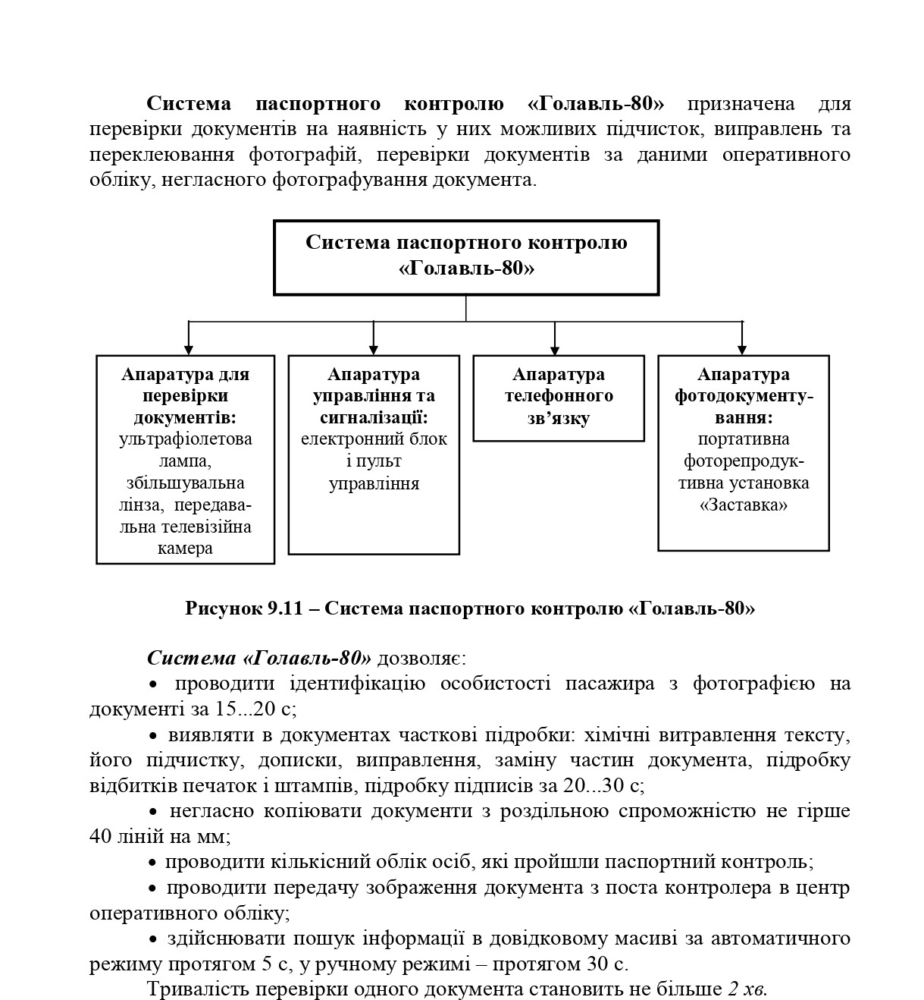 Система паспортного контролю «Голавль-80» призначена для
перевірки документів на наявність у них можливих підчисток, виправлень та
переклеювання фотографій, перевірки документів за даними оперативного
обліку, негласного фотографування документа.
Система паспортного контролю
«Голавль-80»
Апаратура для
перевірки
документів:
ультрафіолетова
лампа,
збільшувальна
лінза, передава-
льна телевізійна
камера
Апаратура
управління та
сигналізації:
електронний блок
і пульт
управління
Апаратура
телефонного
зв’язку
Апаратура
фотодокументу-
вання:
портативна
фоторепродук-
тивна установка
«Заставка»
Рисунок 9.11 – Система паспортного контролю «Голавль-80»
Система «Голавль-80» дозволяє:
• проводити ідентифікацію особистості пасажира з фотографією на
документі за 15...20 с;
• виявляти в документах часткові підробки: хімічні витравлення тексту,
його підчистку, дописки, виправлення, заміну частин документа, підробку
відбитків печаток і штампів, підробку підписів за 20...30 с;
• негласно копіювати документи з роздільною спроможністю не гірше
40 ліній на мм;
• проводити кількісний облік осіб, які пройшли паспортний контроль;
• проводити передачу зображення документа з поста контролера в центр
оперативного обліку;
• здійснювати пошук інформації в довідковому масиві за автоматичного
режиму протягом 5 с, у ручному режимі – протягом 30 с.
Тривалість перевірки одного документа становить не більше 2 хв.